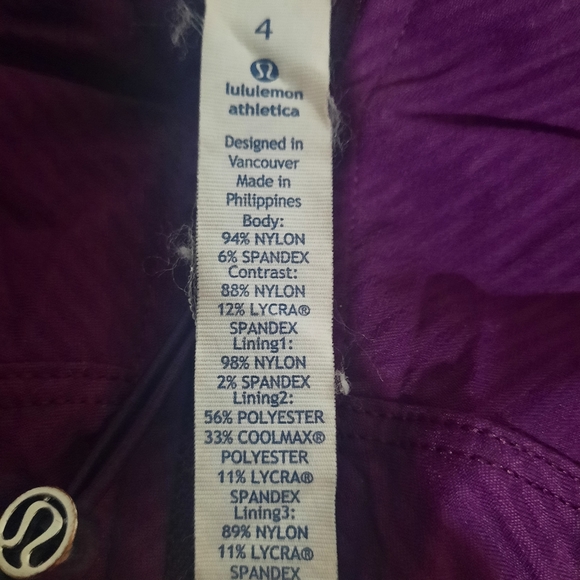 4
lululemon
athletica
Designed in
Vancouver
Made in
Philippines
Body:
94% NYLON
6% SPANDEX
Contrast:
88% NYLON
12% LYCRA®
SPANDEX
Lining1:
98% NYLON
2% SPANDEX
Lining2:
56% POLYESTER
33% COOLMAX®
POLYESTER
11% LYCRA®
SPANDEX
Lining3:
89% NYLON
11% LYCRA®
SPANDEX